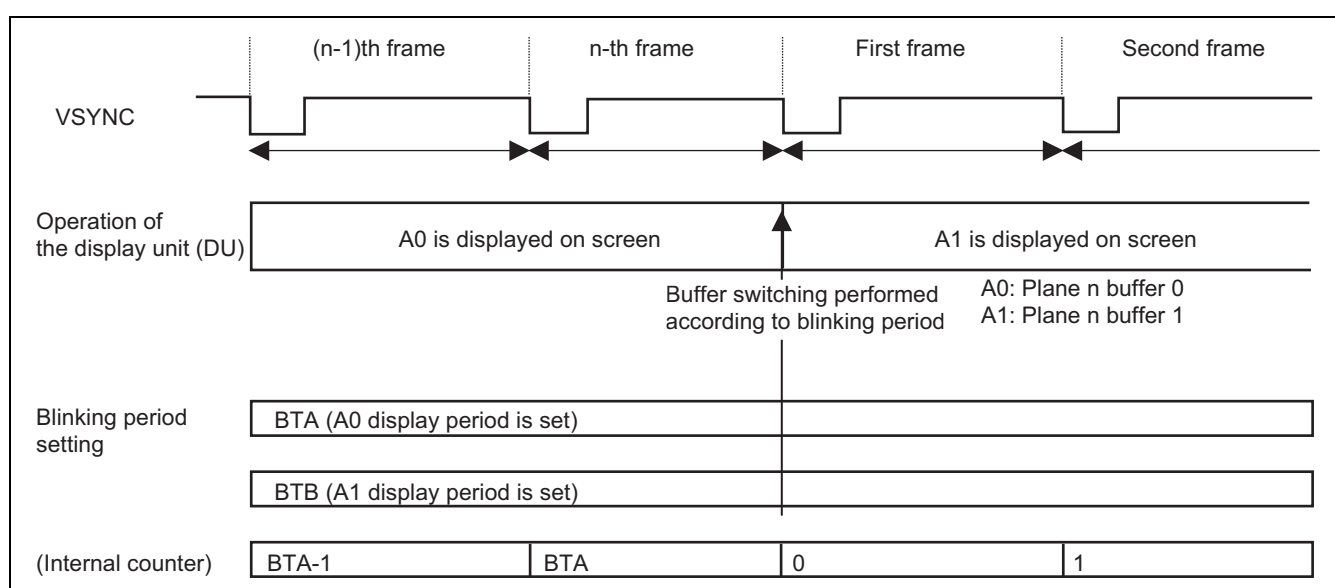 (n-1)th frame n-th frame First frame Second frame
VSYNC
Operation of
the display unit (DU)
A0 is displayed on screen A1 is displayed on screen
Buffer switching performed
according to blinking period
A0: Plane n buffer 0
A1: Plane n buffer 1
Blinking period
setting
BTA (A0 display period is set)
BTB (A1 display period is set)
(Internal counter) BTA-1 BTA 0 1